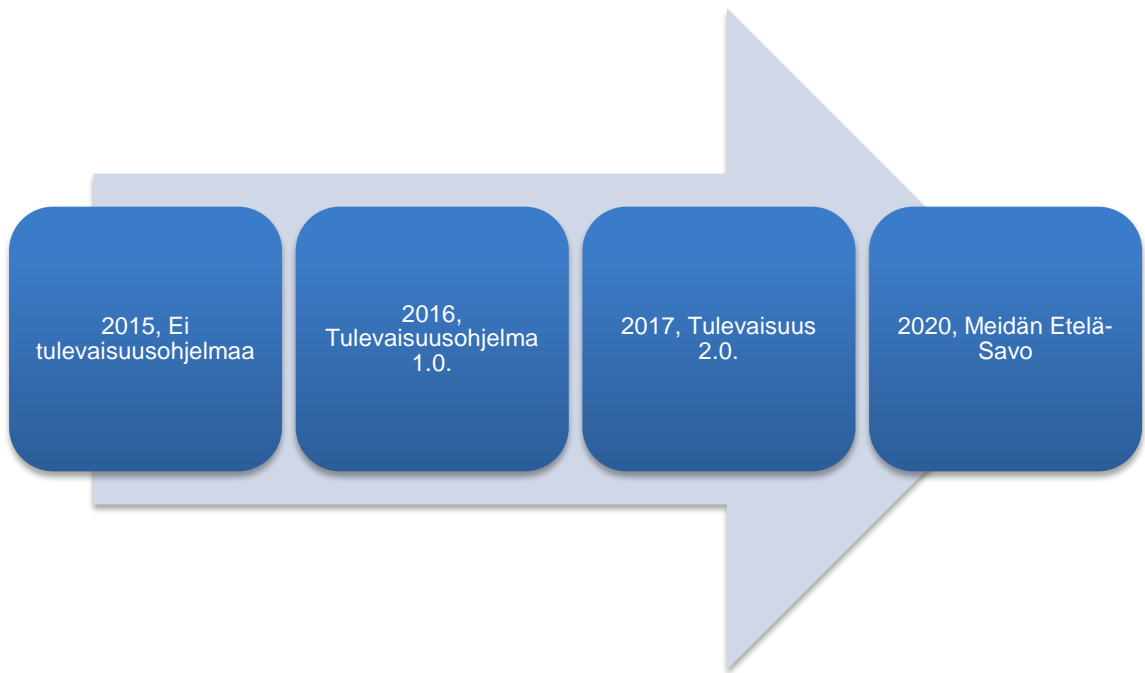 2015, Ei
tulevaisuusohjelmaa
2016,
Tulevaisuusohjelma
1.0.
2017, Tulevaisuus
2.0.
2020, Meidän Etelä-
Savo